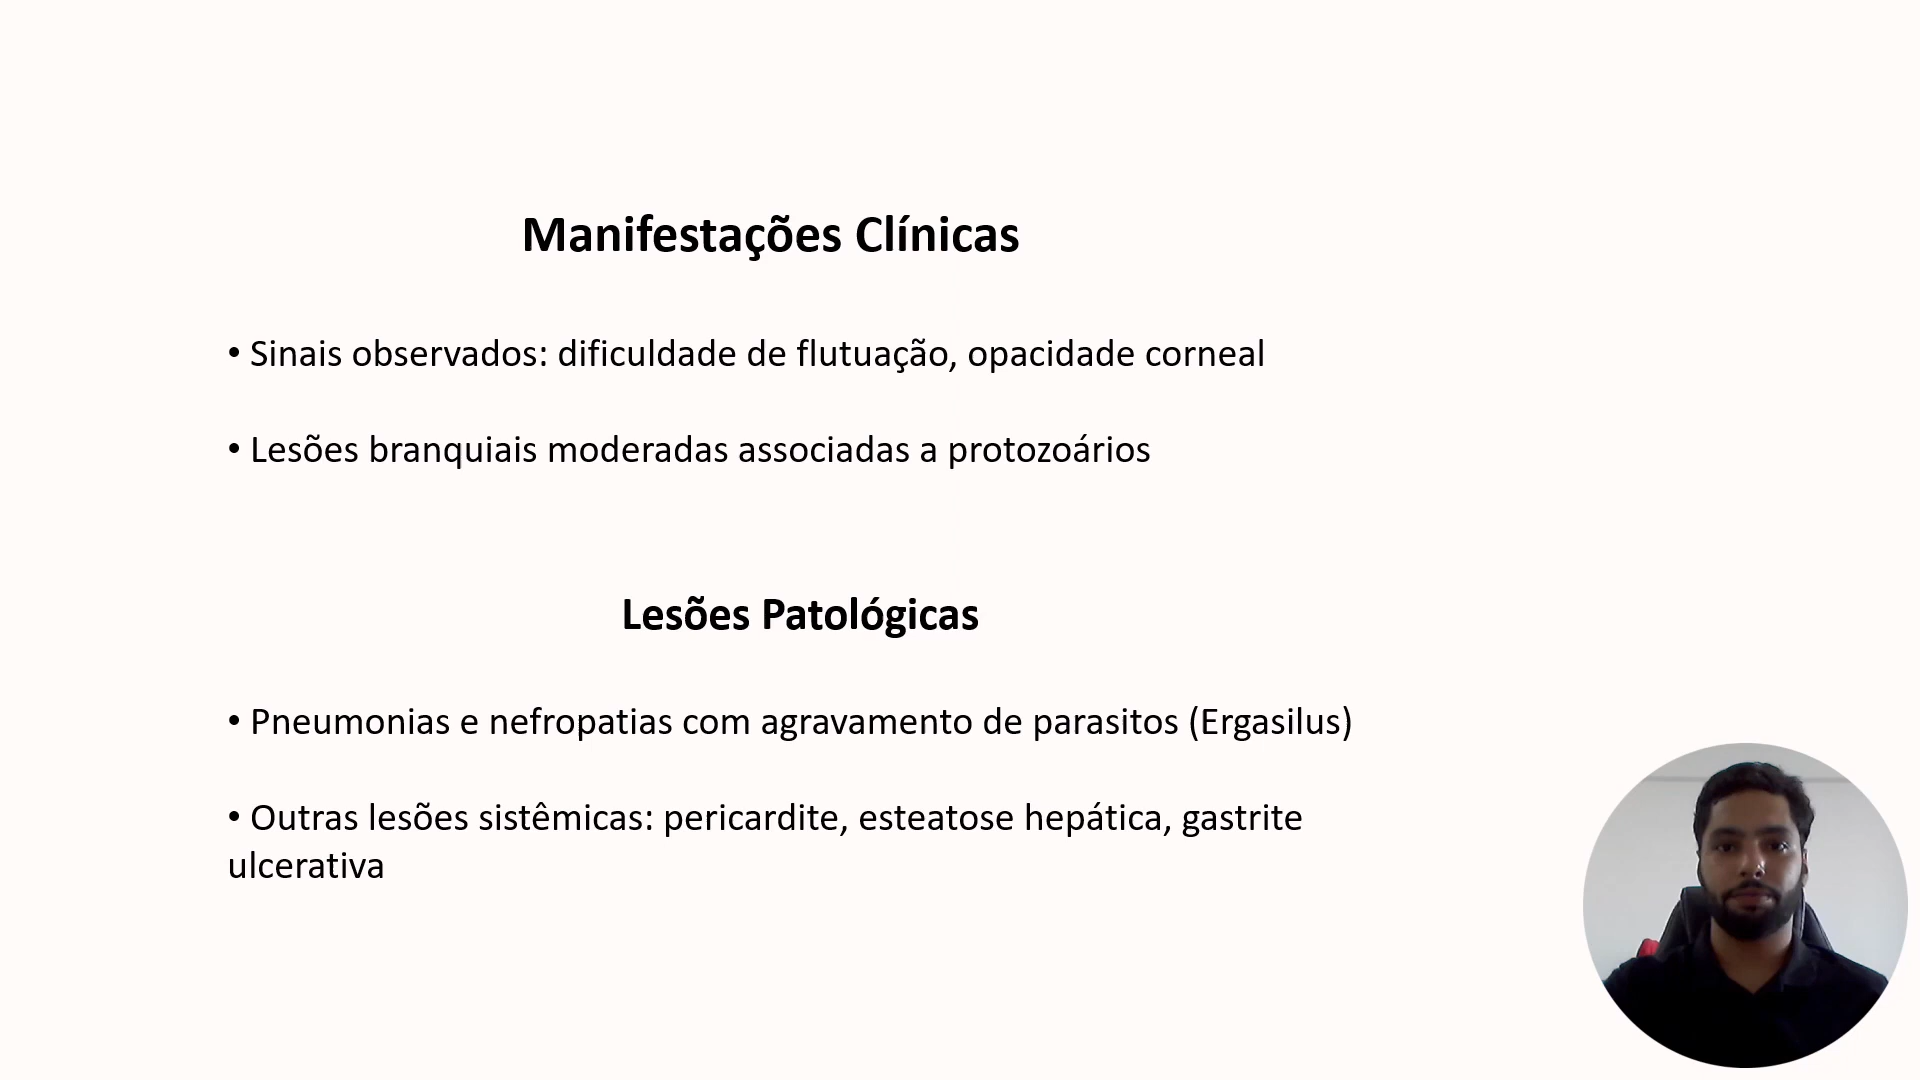 Manifestações Clínicas
• Sinais observados: dificuldade de flutuação, opacidade corneal
• Lesões branquiais moderadas associadas a protozoários
Lesões Patológicas
• Pneumonias e nefropatias com agravamento de parasitos (Ergasilus)
• Outras lesões sistêmicas: pericardite, esteatose hepática, gastrite
ulcerativa